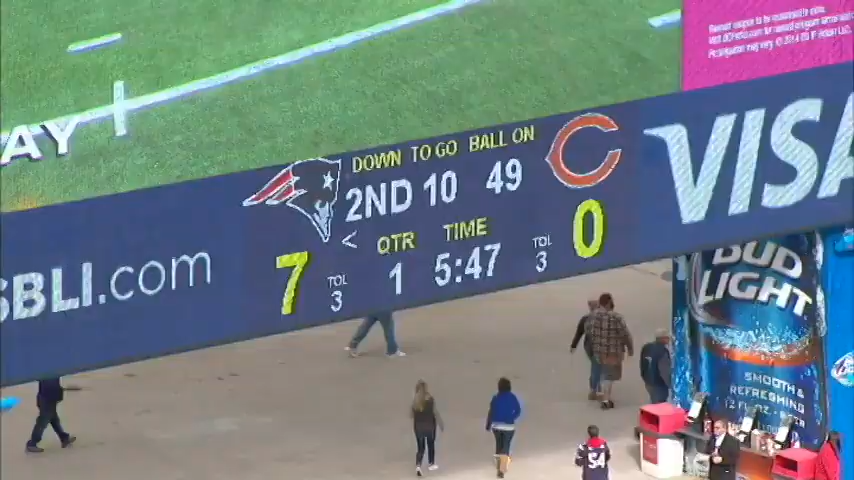 AY
DOWN TO GO BALL ON
2ND 10 49
< QTR TIME
7 TOL 3 1 5:47 TOL 3 0
SBLI.com
VISA
BUD
LIGHT
SMOOTH &
REFRESHING
54